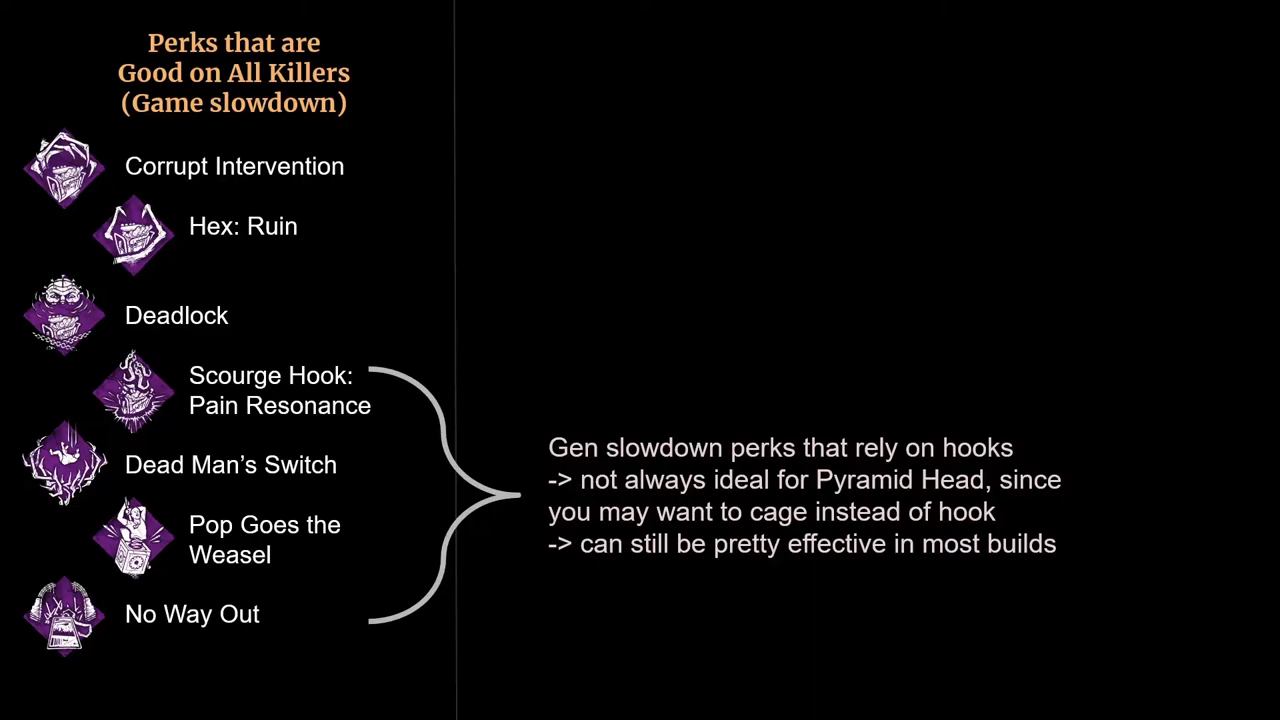 Perks that are
Good on All Killers
(Game slowdown)
Corrupt Intervention
Hex: Ruin
Deadlock
Scourge Hook:
Pain Resonance
Dead Man's Switch
Pop Goes the
Weasel
No Way Out
Gen slowdown perks that rely on hooks
-> not always ideal for Pyramid Head, since
you may want to cage instead of hook
-> can still be pretty effective in most builds